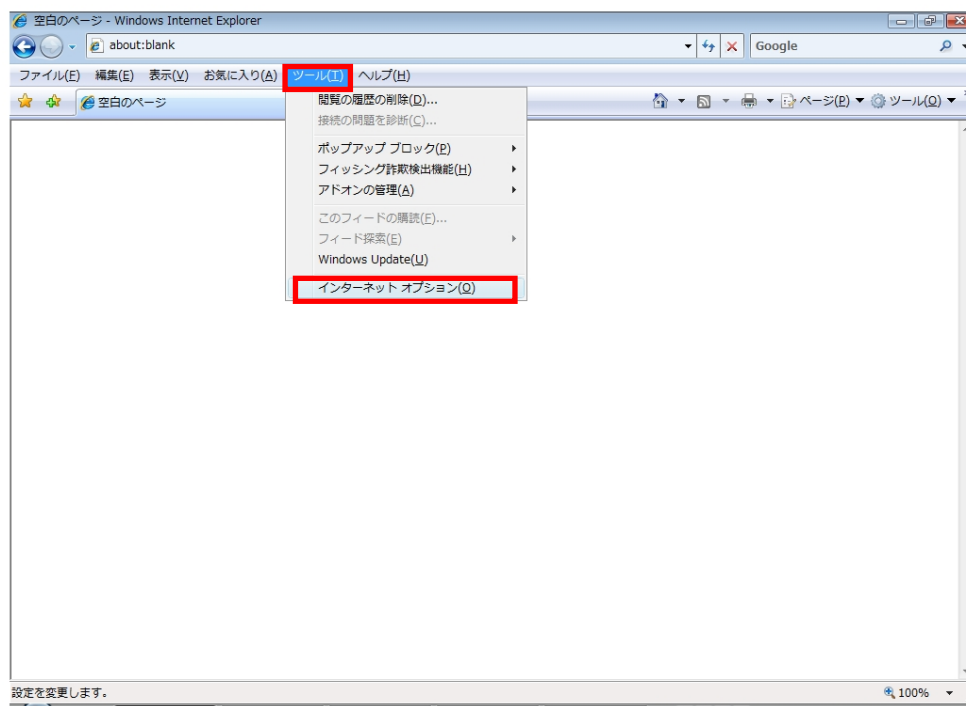 空白のページ - Windows Internet Explorer
about:blank
Google
ファイル(F) 編集(E) 表示(V) お気に入り(A) ツール(T) ヘルプ(H)
空白のページ
ページ(P) ツール(O)
閲覧の履歴の削除(D)...
接続の問題を診断(C)...
ポップアップ ブロック(P)
フィッシング詐欺検出機能(H)
アドオンの管理(A)
このフィードの購読(F)...
フィード探索(E)
Windows Update(U)
インターネット オプション(O)
設定を変更します。
100%